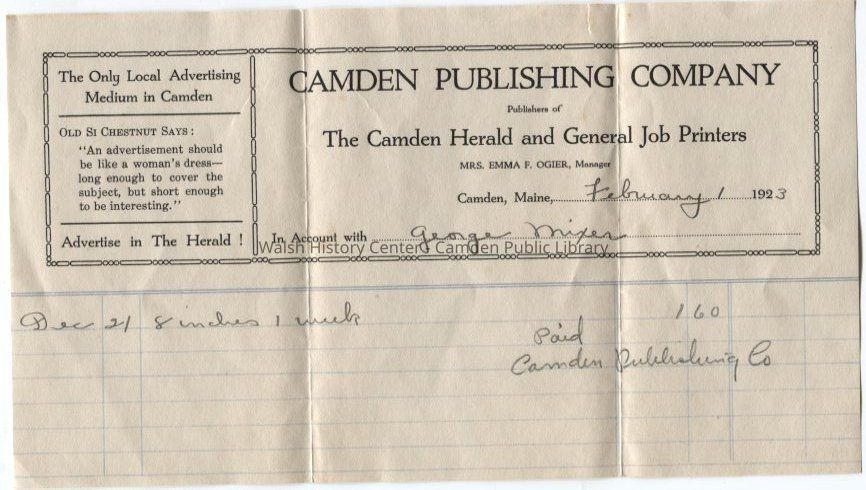 The Only Local Advertising
Medium in Camden
OLD SI CHESTNUT SAYS:
"An advertisement should
be like a woman's dress—
long enough to cover the
subject, but short enough
to be interesting."
Advertise in The Herald !
CAMDEN PUBLISHING COMPANY
Publishers of
The Camden Herald and General Job Printers
MRS. EMMA F. OGIER, Manager
Camden, Maine, February 1 1923
In Account with George Mixer
Walsh History Center | Camden Public Library
Dec 21 8 inches 1 week 1 60
Paid
Camden Publishing Co